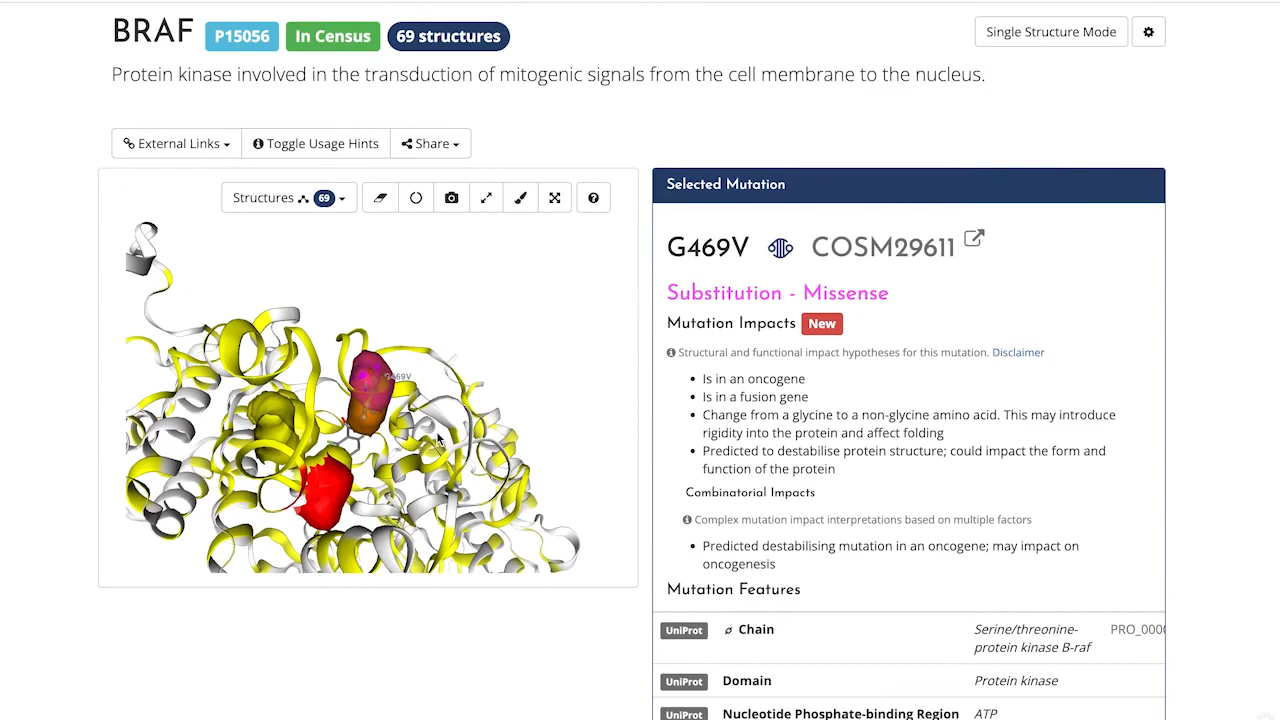 BRAF P15056 In Census 69 structures
Single Structure Mode
Protein kinase involved in the transduction of mitogenic signals from the cell membrane to the nucleus.
External Links Toggle Usage Hints Share
Structures 69
G469V
Selected Mutation
G469V COSM29611
Substitution - Missense
Mutation Impacts New
Structural and functional impact hypotheses for this mutation. Disclaimer
Is in an oncogene
Is in a fusion gene
Change from a glycine to a non-glycine amino acid. This may introduce
rigidity into the protein and affect folding
Predicted to destabilise protein structure; could impact the form and
function of the protein
Combinatorial Impacts
Complex mutation impact interpretations based on multiple factors
Predicted destabilising mutation in an oncogene; may impact on
oncogenesis
Mutation Features
UniProt Chain Serine/threonine- PRO_000
protein kinase B-raf
UniProt Domain Protein kinase
UniProt Nucleotide Phosphate-binding Region ATP